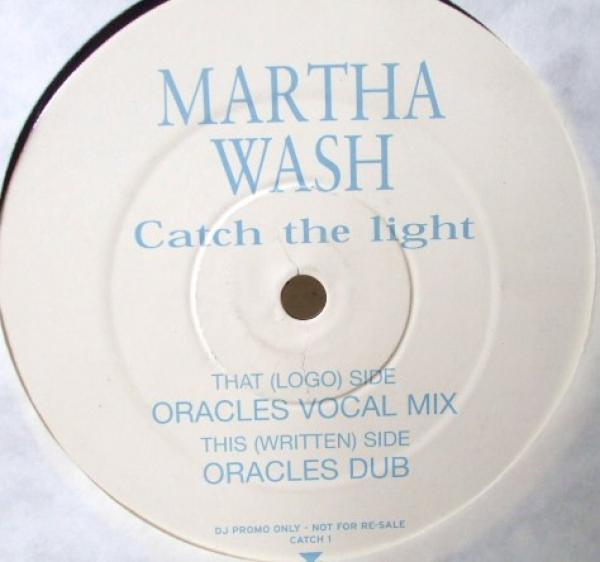 MARTHA
WASH
Catch the light
THAT (LOGO) SIDE
ORACLES VOCAL MIX
THIS (WRITTEN) SIDE
ORACLES DUB
DJ PROMO ONLY - NOT FOR RE-SALE
CATCH 1